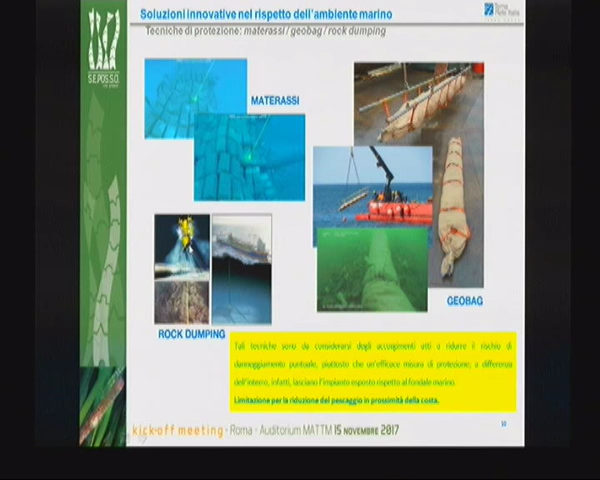 Soluzioni innovative nel rispetto dell'ambiente marino
Tecniche di protezione: materassi / geobag / rock dumping
S.E.POS.S.O.
MATERASSI
GEOBAG
ROCK DUMPING
Tali tecniche sono da considerarsi degli accorgimenti atti a ridurre il rischio di
danneggiamento puntuale, piuttosto che un'efficace misura di protezione; a differenza
dell'interro, infatti, lasciano l'impianto esposto rispetto al fondale marino.
Limitazione per la riduzione del pescaggio in prossimità della costa.
kick-off meeting - Roma - Auditorium MATTM 15 NOVEMBRE 2017